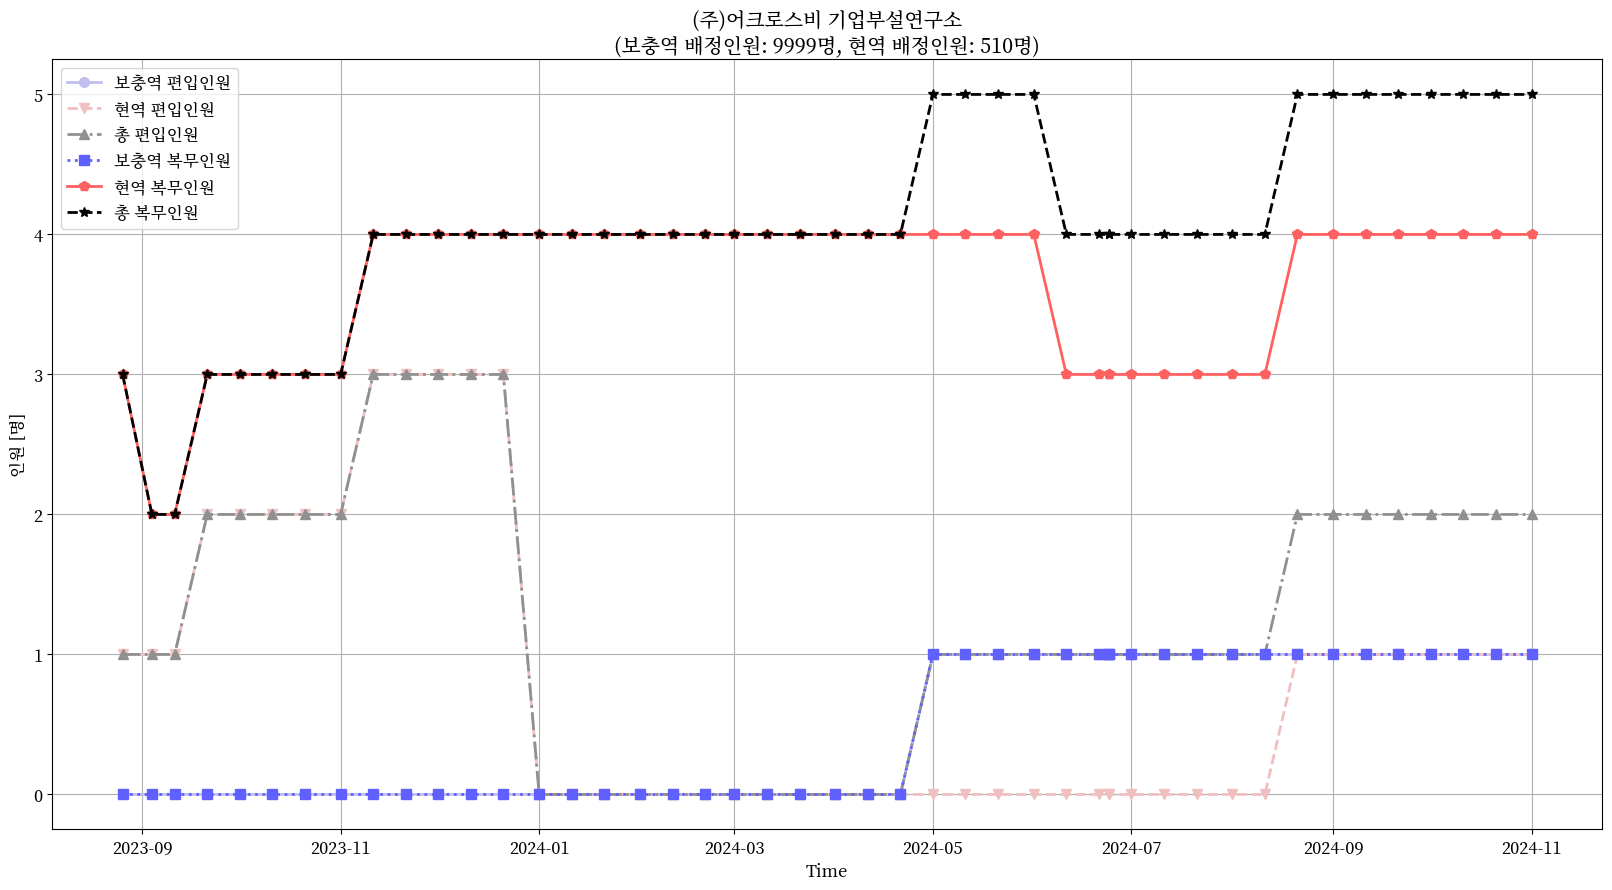 (주)어크로스비 기업부설연구소
(보충역 배정인원: 9999명, 현역 배정인원: 510명)
보충역 편입인원
현역 편입인원
총 편입인원
보충역 복무인원
현역 복무인원
총 복무인원
인원 [명]
5
4
3
2
1
0
2023-09
2023-11
2024-01
2024-03
2024-05
2024-07
2024-09
2024-11
Time